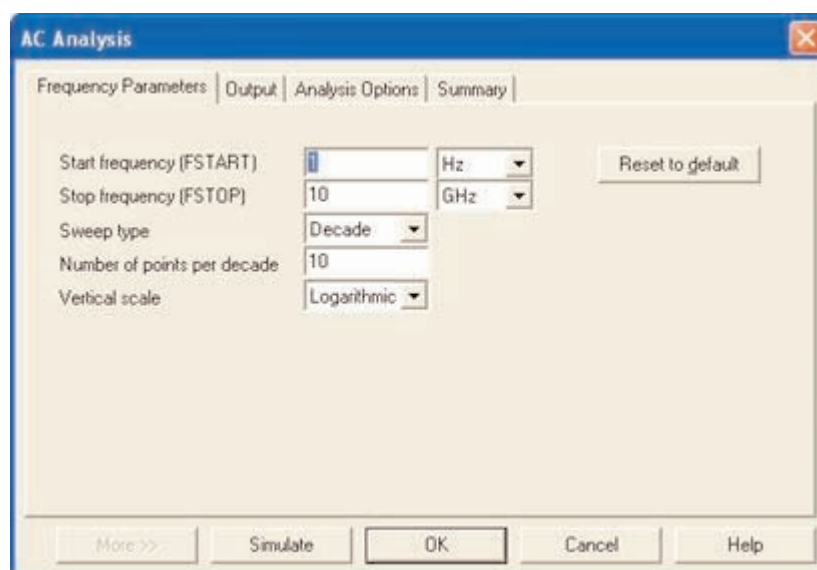 AC Analysis
Frequency Parameters Output Analysis Options Summary
Start frequency (FSTART) 1 Hz Reset to default
Stop frequency (FSTOP) 10 GHz
Sweep type Decade
Number of points per decade 10
Vertical scale Logarithmic
More >> Simulate OK Cancel Help